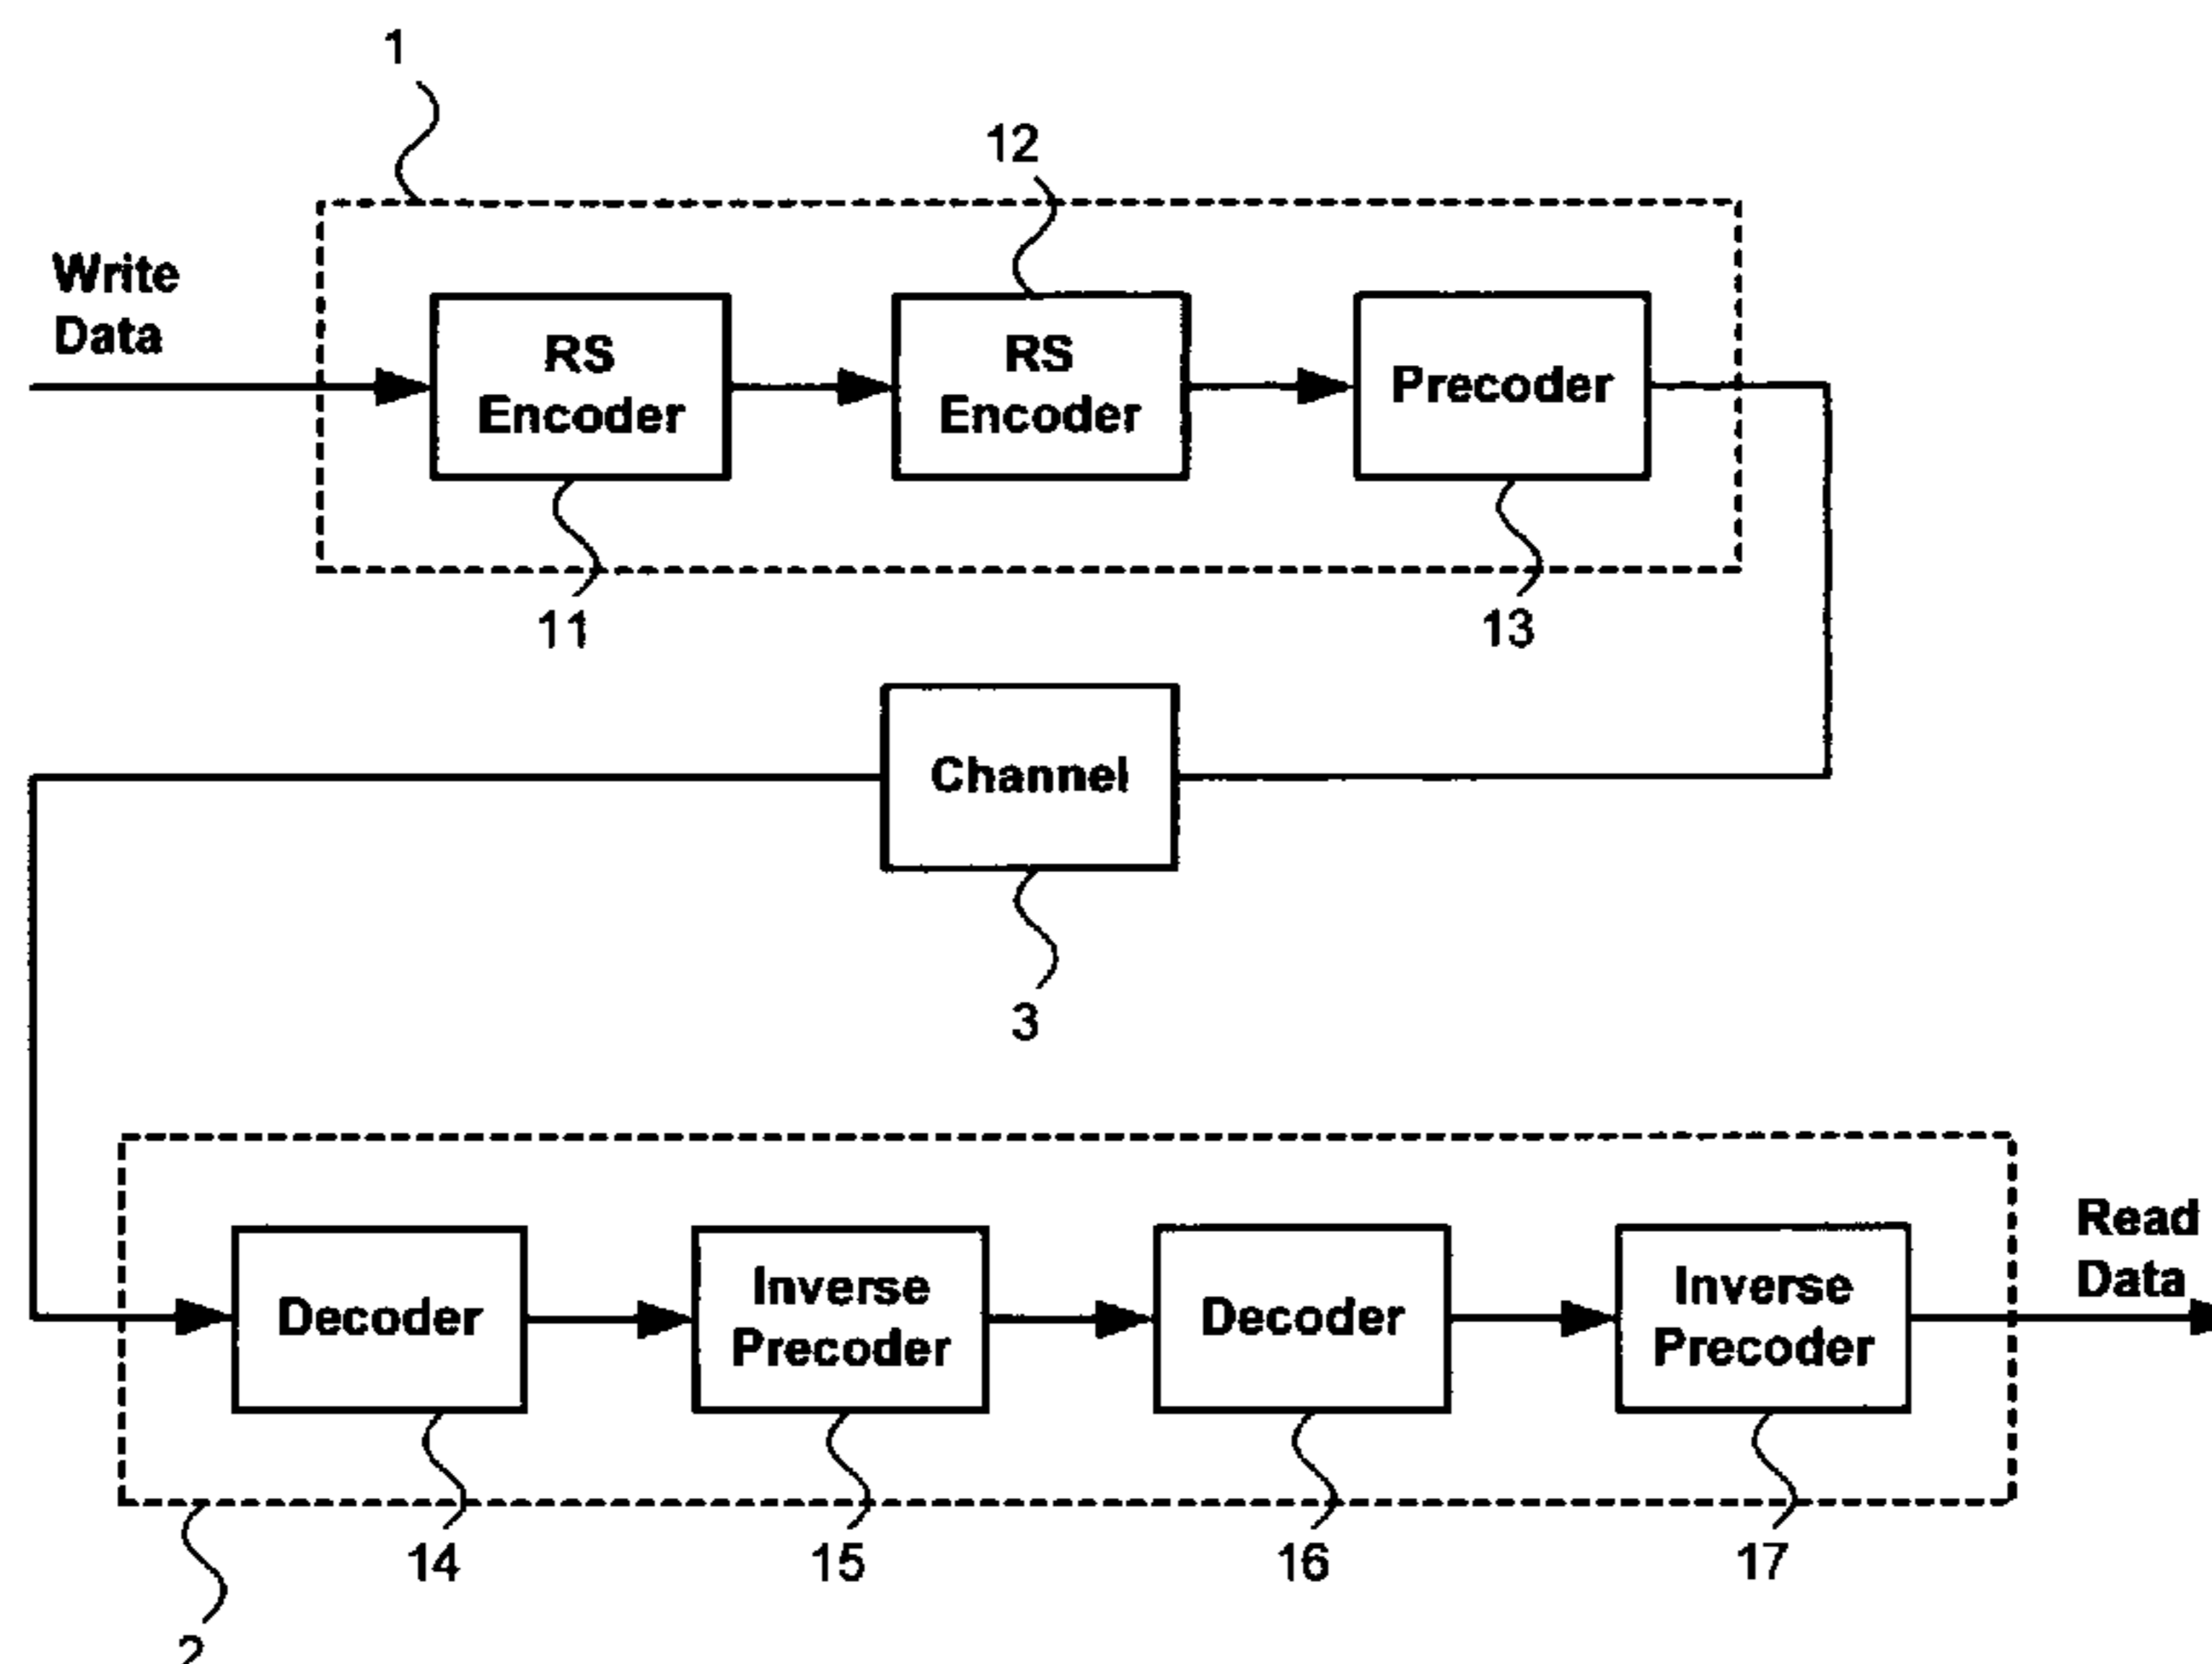 1
12
Write
Data
RS
Encoder
RS
Encoder
Precoder
11
13
Channel
3
Read
Data
Decoder
Inverse
Precoder
Decoder
Inverse
Precoder
14
15
16
17
2